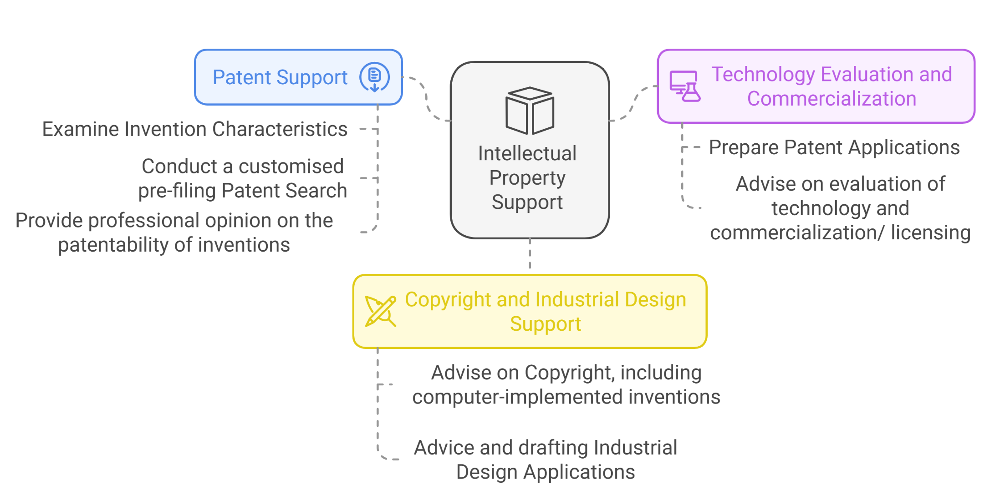 Patent Support
Examine Invention Characteristics
Conduct a customised
pre-filing Patent Search
Provide professional opinion on the
patentability of inventions
Intellectual
Property
Support
Technology Evaluation and
Commercialization
Prepare Patent Applications
Advise on evaluation of
technology and
commercialization/ licensing
Copyright and Industrial Design
Support
Advise on Copyright, including
computer-implemented inventions
Advice and drafting Industrial
Design Applications